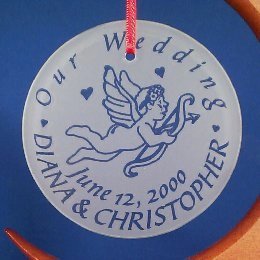 Our Wedding
June 12, 2000
DIANA & CHRISTOPHER